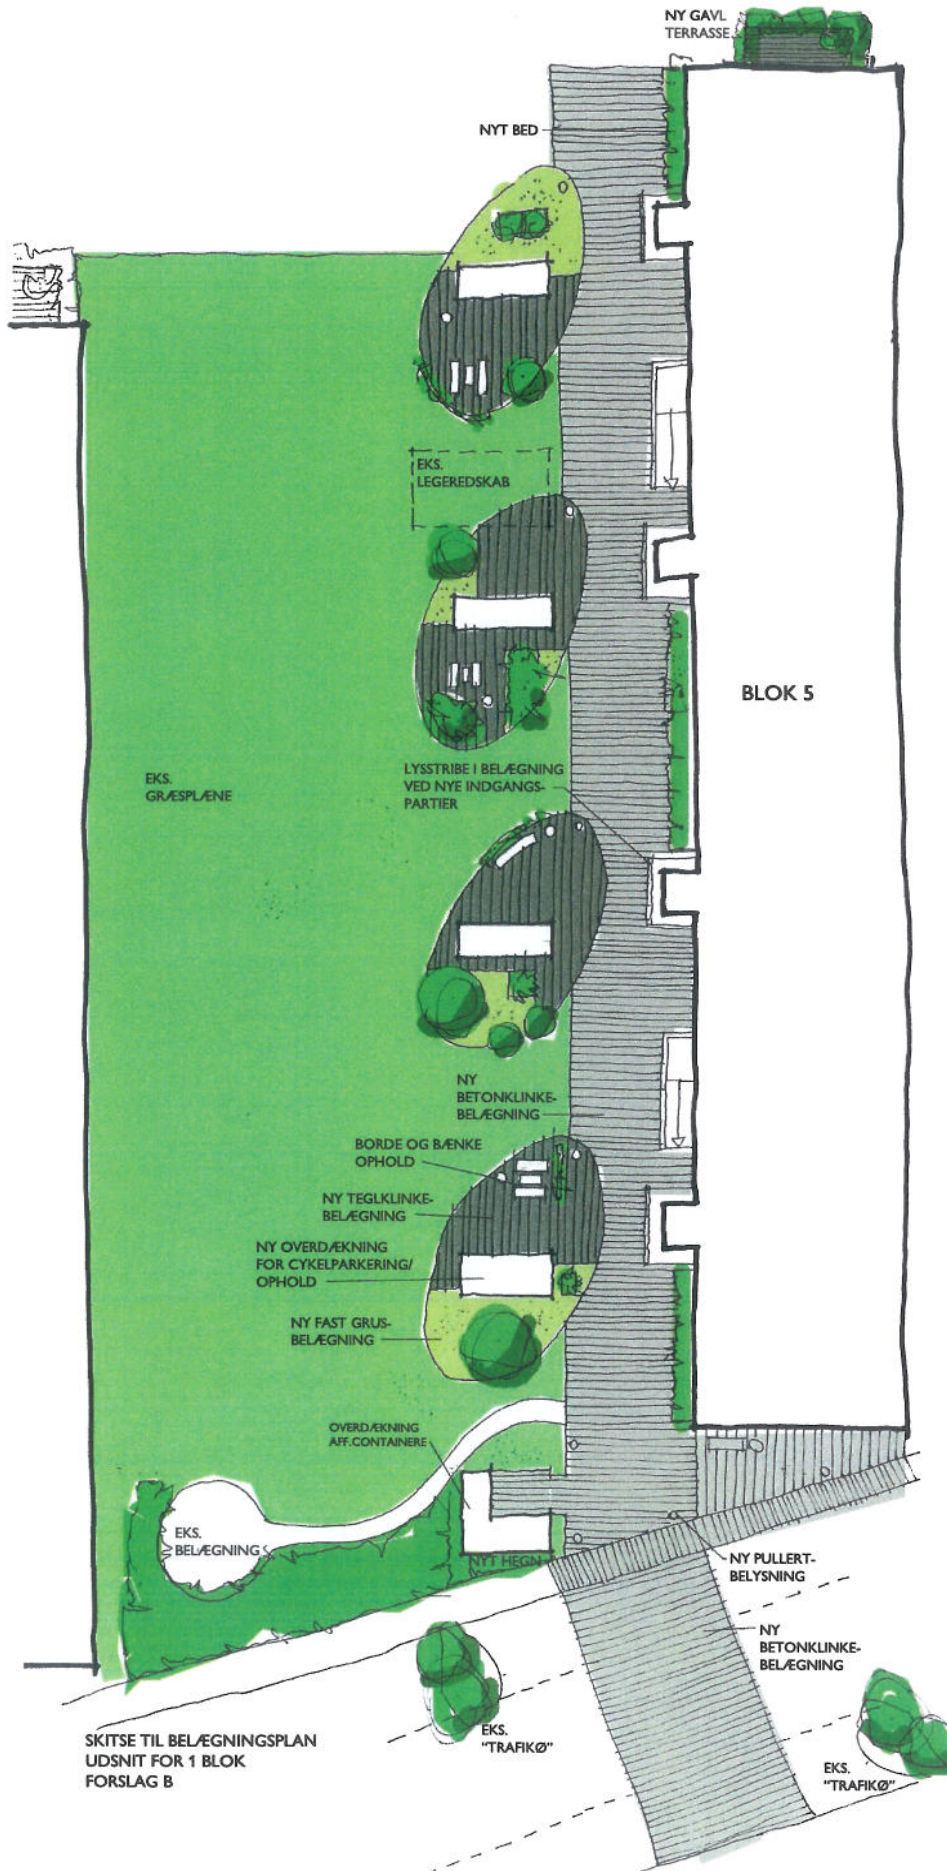 NY GAVL
TERRASSE
NYT BED
EKS.
LEGEREDSKAB
BLOK 5
LYSSTRIBE I BELÆGNING
VED NYE INDGANGS-
PARTIER
EKS.
GRÆSPLÆNE
NY
BETONKLINKE-
BELÆGNING
BORDE OG BÆNKE
OPHOLD
NY TEGLKLINKE-
BELÆGNING
NY OVERDÆKNING
FOR CYKELPARKERING/
OPHOLD
NY FAST GRUS-
BELÆGNING
OVERDÆKNING
AFF.CONTAINERE
EKS.
BELÆGNING
NYT HEGN
NY PULLERT-
BELYSNING
NY
BETONKLINKE-
BELÆGNING
EKS.
"TRAFIKØ"
EKS.
"TRAFIKØ"
SKITSE TIL BELÆGNINGSPLAN
UDSNIT FOR 1 BLOK
FORSLAG B